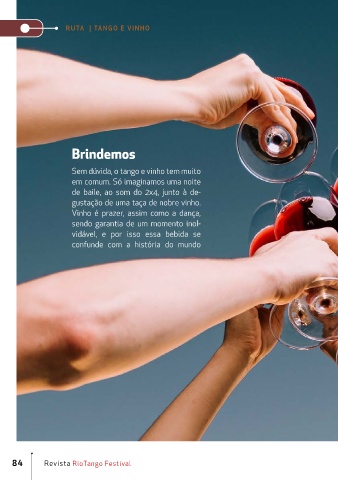 RUTA | TANGO E VINHO
Brindemos
Sem dúvida, o tango e vinho tem muito
em comum. Só imaginamos uma noite
de baile, ao som do 2x4, junto à de-
gustação de uma taça de nobre vinho.
Vinho é prazer, assim como a dança,
sendo garantia de um momento inol-
vidável, e por isso essa bebida se
confunde com a história do mundo
84 Revista RioTango Festival